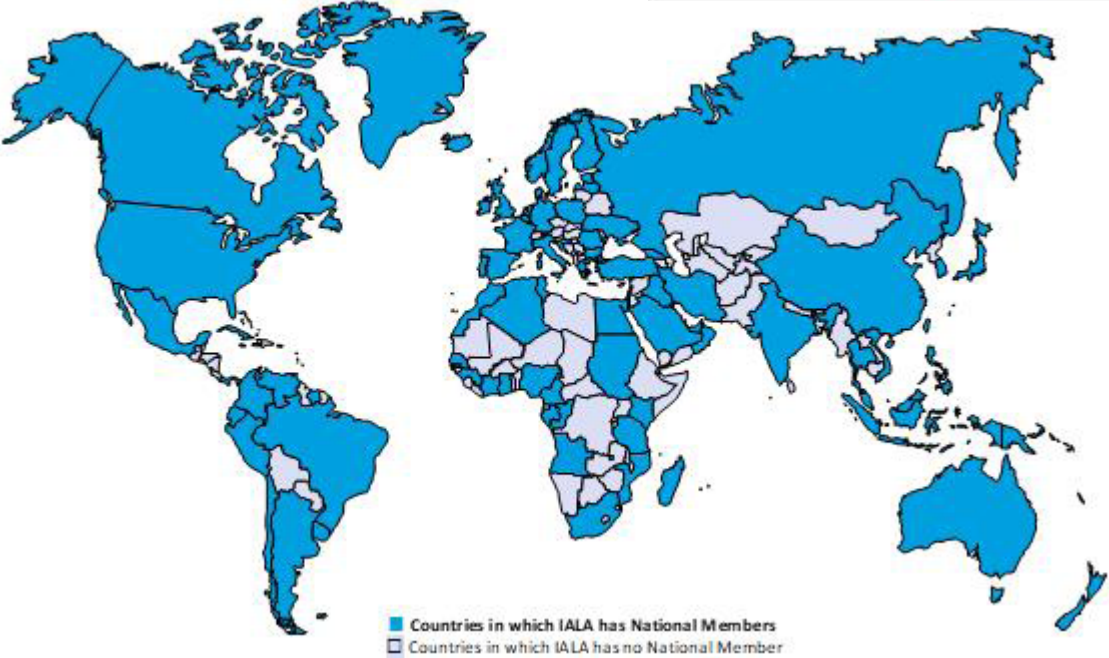 Countries in which IALA has National Members
Countries in which IALA has no National Member